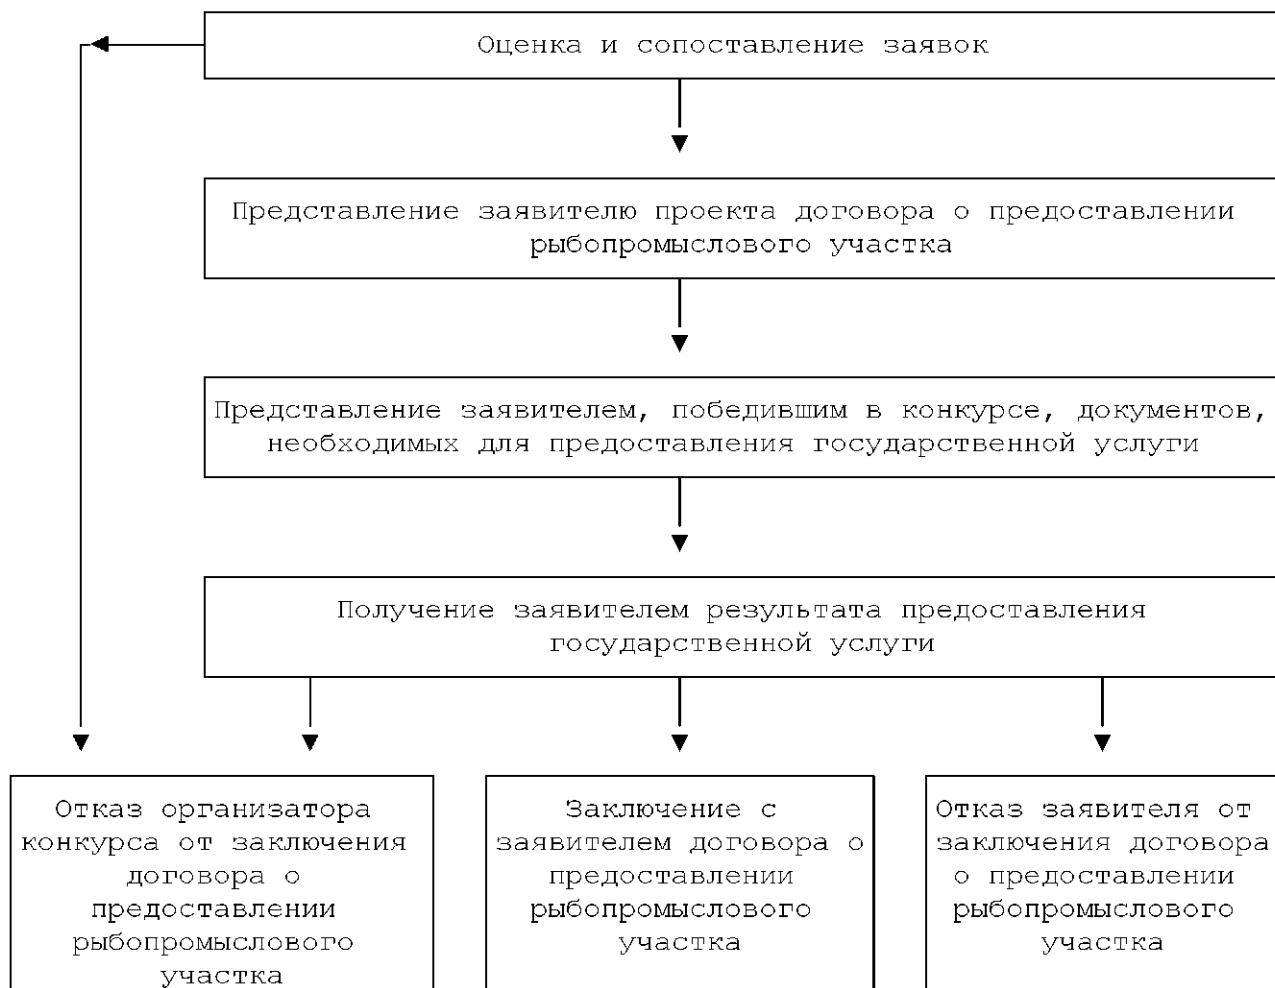 Оценка и сопоставление заявок
Представление заявителю проекта договора о предоставлении
рыбопромыслового участка
Представление заявителем, победившим в конкурсе, документов,
необходимых для предоставления государственной услуги
Получение заявителем результата предоставления
государственной услуги
Отказ организатора
конкурса от заключения
договора о
предоставлении
рыбопромыслового
участка
Заключение с
заявителем договора о
предоставлении
рыбопромыслового
участка
Отказ заявителя от
заключения договора
о предоставлении
рыбопромыслового
участка